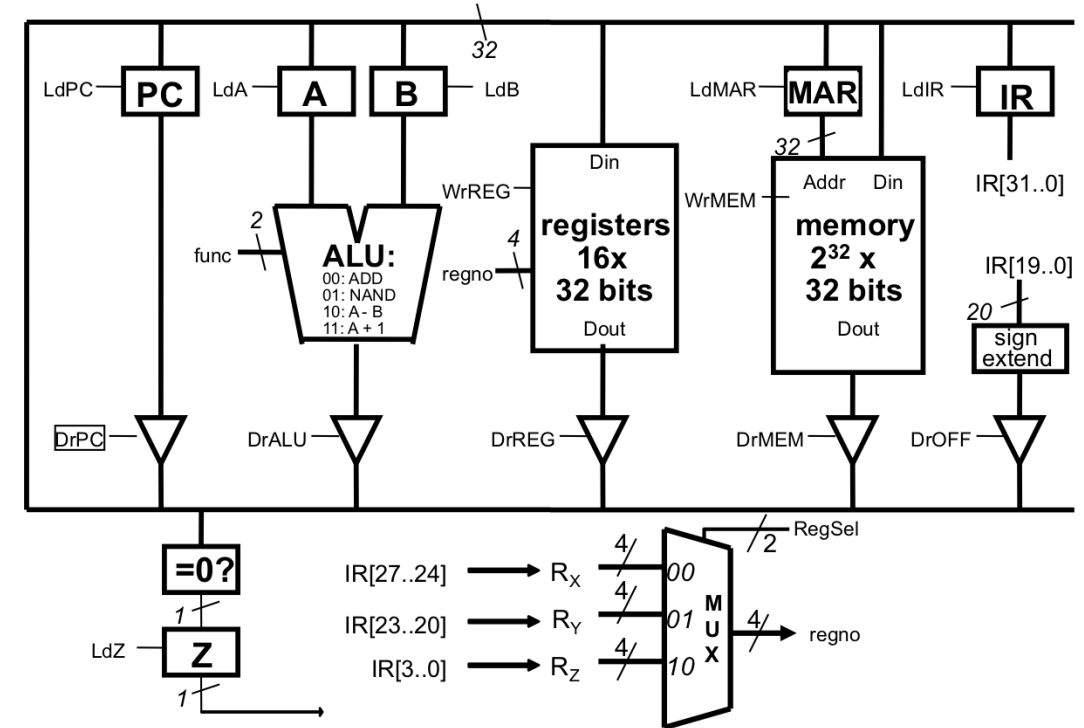 32
LdPC
PC
LdA
A
B
LdB
LdMAR
MAR
LdIR
IR
32
IR[31..0]
Din
WrREG
registers
16x
32 bits
Dout
4
regno
Addr
Din
WrMEM
memory
2³² x
32 bits
Dout
IR[19..0]
20
sign
extend
2
func
ALU:
00: ADD
01: NAND
10: A - B
11: A + 1
DrPC
DrALU
DrREG
DrMEM
DrOFF
=0?
1
LdZ
Z
1
RegSel
2
IR[27..24]
RX
4
00
IR[23..20]
RY
4
01
IR[3..0]
RZ
4
10
M
U
X
4
regno